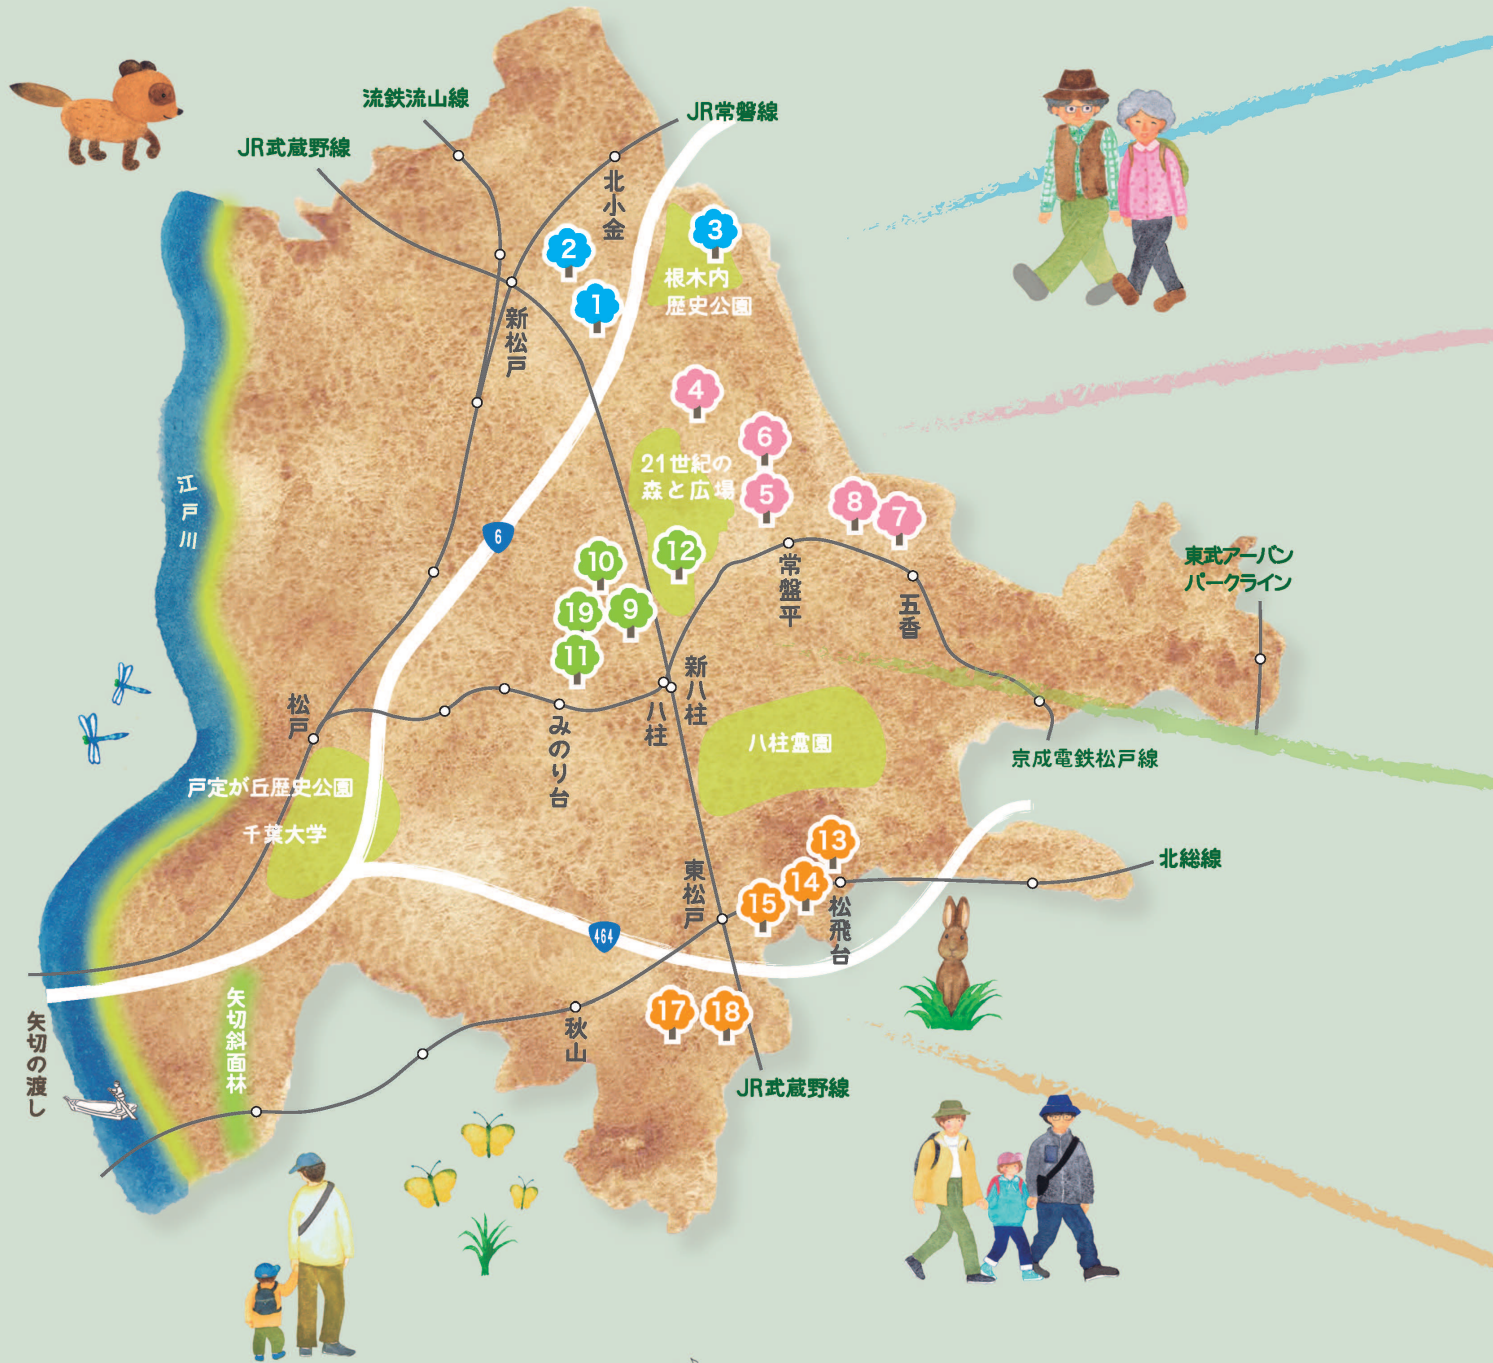 流鉄流山線
JR常磐線
JR武蔵野線
北小金
2
3
1
根木内
歴史公園
新松戸
4
6
21世紀の
森と広場
5
8
7
江戸川
6
12
10
常盤平
19
9
五香
東武アーバン
パークライン
11
新八柱
八柱
松戸
みのり台
八柱霊園
京成電鉄松戸線
戸定が丘歴史公園
千葉大学
13
北総線
東松戸
14
15
松飛台
464
矢切斜面林
17
18
矢切の渡し
秋山
JR武蔵野線